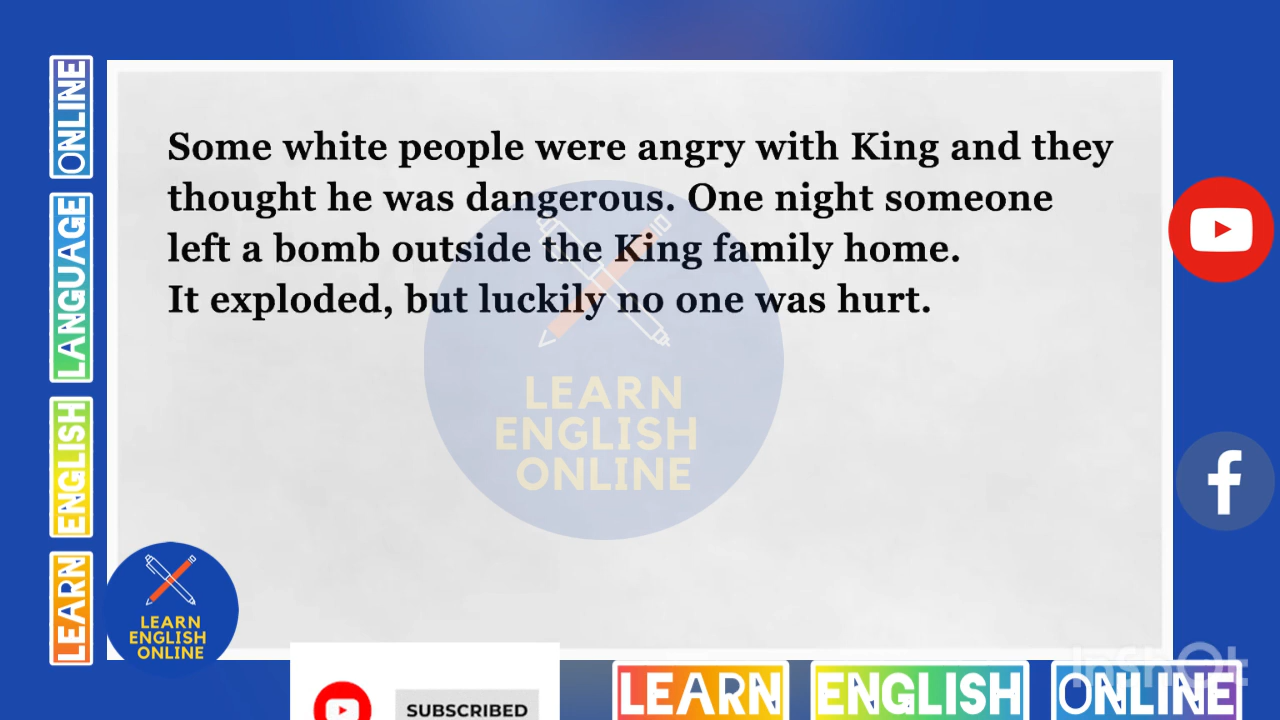 Some white people were angry with King and they
thought he was dangerous. One night someone
left a bomb outside the King family home.
It exploded, but luckily no one was hurt.
LEARN
ENGLISH
ONLINE
LEARN ENGLISH LANGUAGE ONLINE
LEARN
ENGLISH
ONLINE
SUBSCRIBED
LEARN ENGLISH ONLINE
InShOt